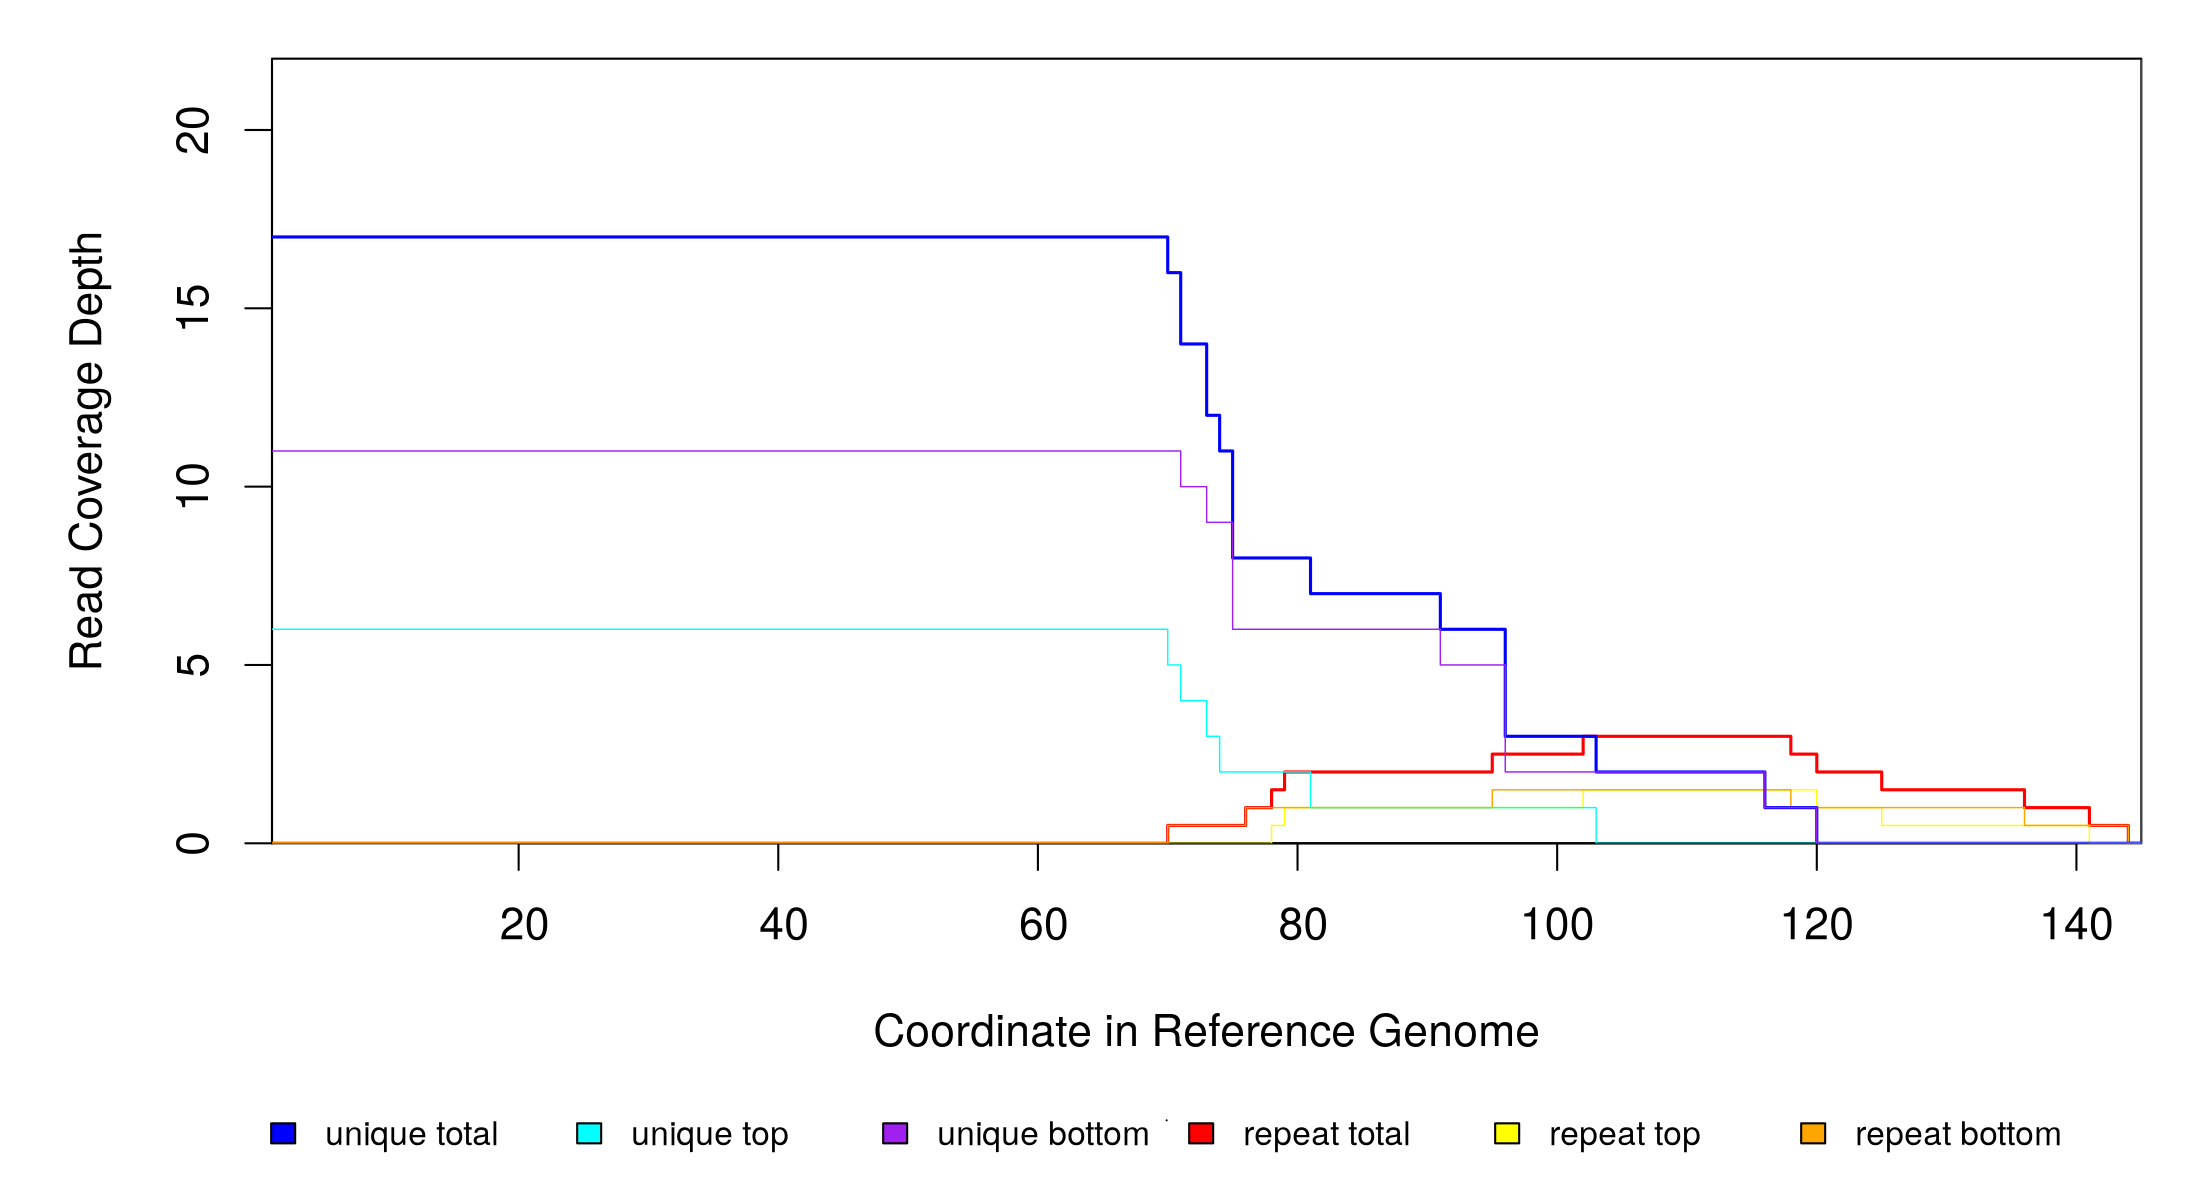 Read Coverage Depth
20
15
10
5
0
20 40 60 80 100 120 140
Coordinate in Reference Genome
unique total unique top unique bottom repeat total repeat top repeat bottom